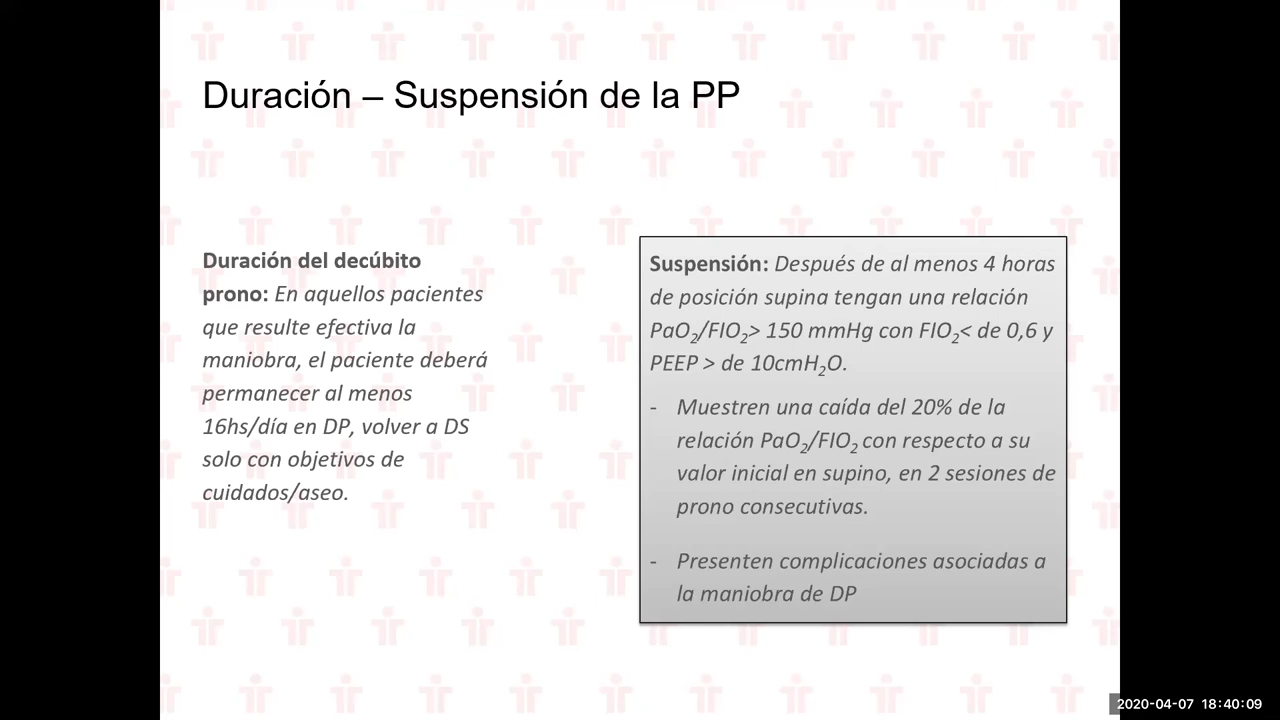 Duración – Suspensión de la PP
Duración del decúbito
prono: En aquellos pacientes
que resulte efectiva la
maniobra, el paciente deberá
permanecer al menos
16hs/día en DP, volver a DS
solo con objetivos de
cuidados/aseo.
Suspensión: Después de al menos 4 horas
de posición supina tengan una relación
PaO₂/FIO₂> 150 mmHg con FIO₂< de 0,6 y
PEEP > de 10cmH₂O.
- Muestren una caída del 20% de la
relación PaO₂/FIO₂ con respecto a su
valor inicial en supino, en 2 sesiones de
prono consecutivas.
- Presenten complicaciones asociadas a
la maniobra de DP
2020-04-07 18:40:09